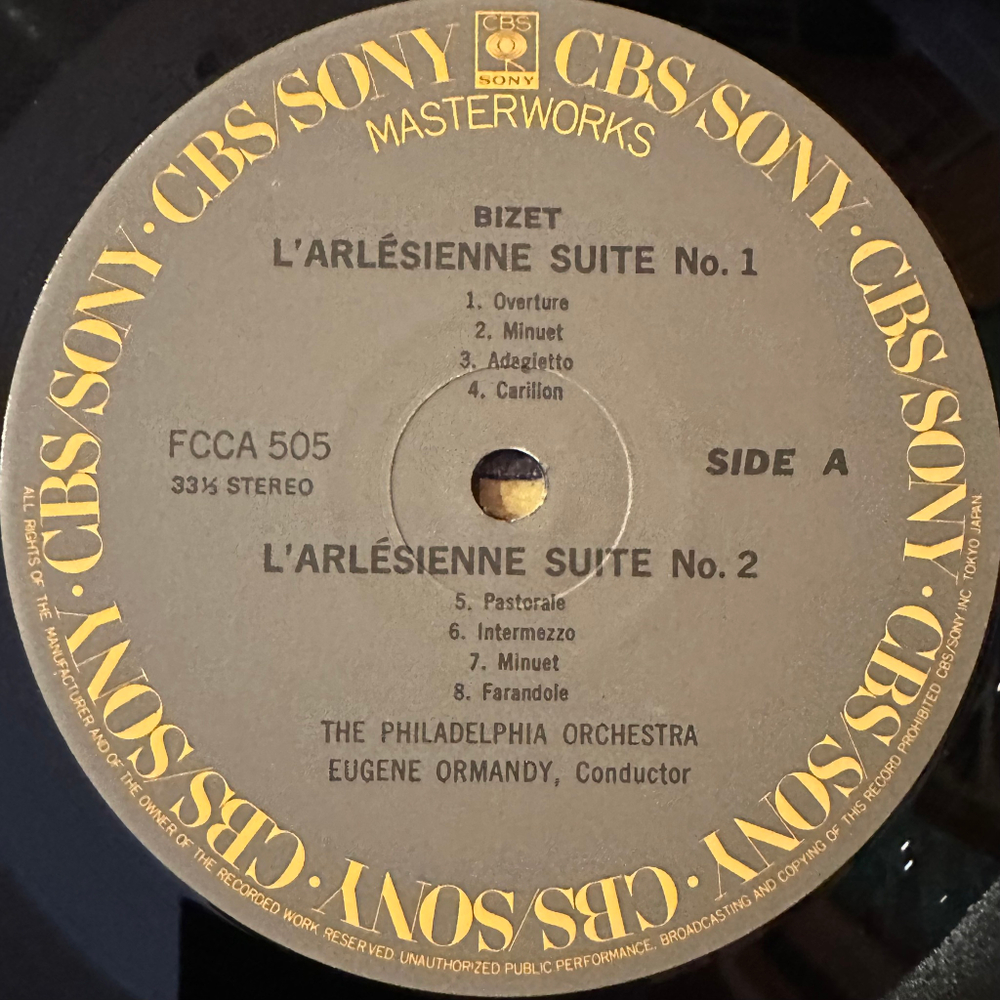 CBS
SONY
CBS/SONY · CBS/SONY · CBS/SONY · CBS/SONY · CBS/SONY · CBS/SONY · CBS/SONY · CBS/SONY
MASTERWORKS
BIZET
L'ARLÉSIENNE SUITE No. 1
1. Overture
2. Minuet
3. Adagietto
4. Carillon
FCCA 505
33⅓ STEREO
SIDE A
L'ARLÉSIENNE SUITE No. 2
5. Pastorale
6. Intermezzo
7. Minuet
8. Farandole
THE PHILADELPHIA ORCHESTRA
EUGENE ORMANDY, Conductor
ALL RIGHTS OF THE MANUFACTURER AND OF THE OWNER OF THE RECORDED WORK RESERVED. UNAUTHORIZED PUBLIC PERFORMANCE, BROADCASTING AND COPYING OF THIS RECORD PROHIBITED CBS/SONY INC. TOKYO JAPAN